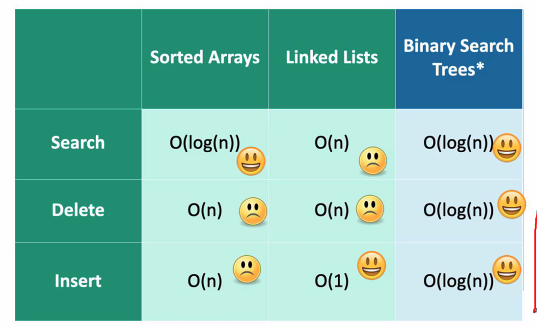 Sorted Arrays
Linked Lists
Binary Search
Trees*
Search
O(log(n))
O(n)
O(log(n))
Delete
O(n)
O(n)
O(log(n))
Insert
O(n)
O(1)
O(log(n))